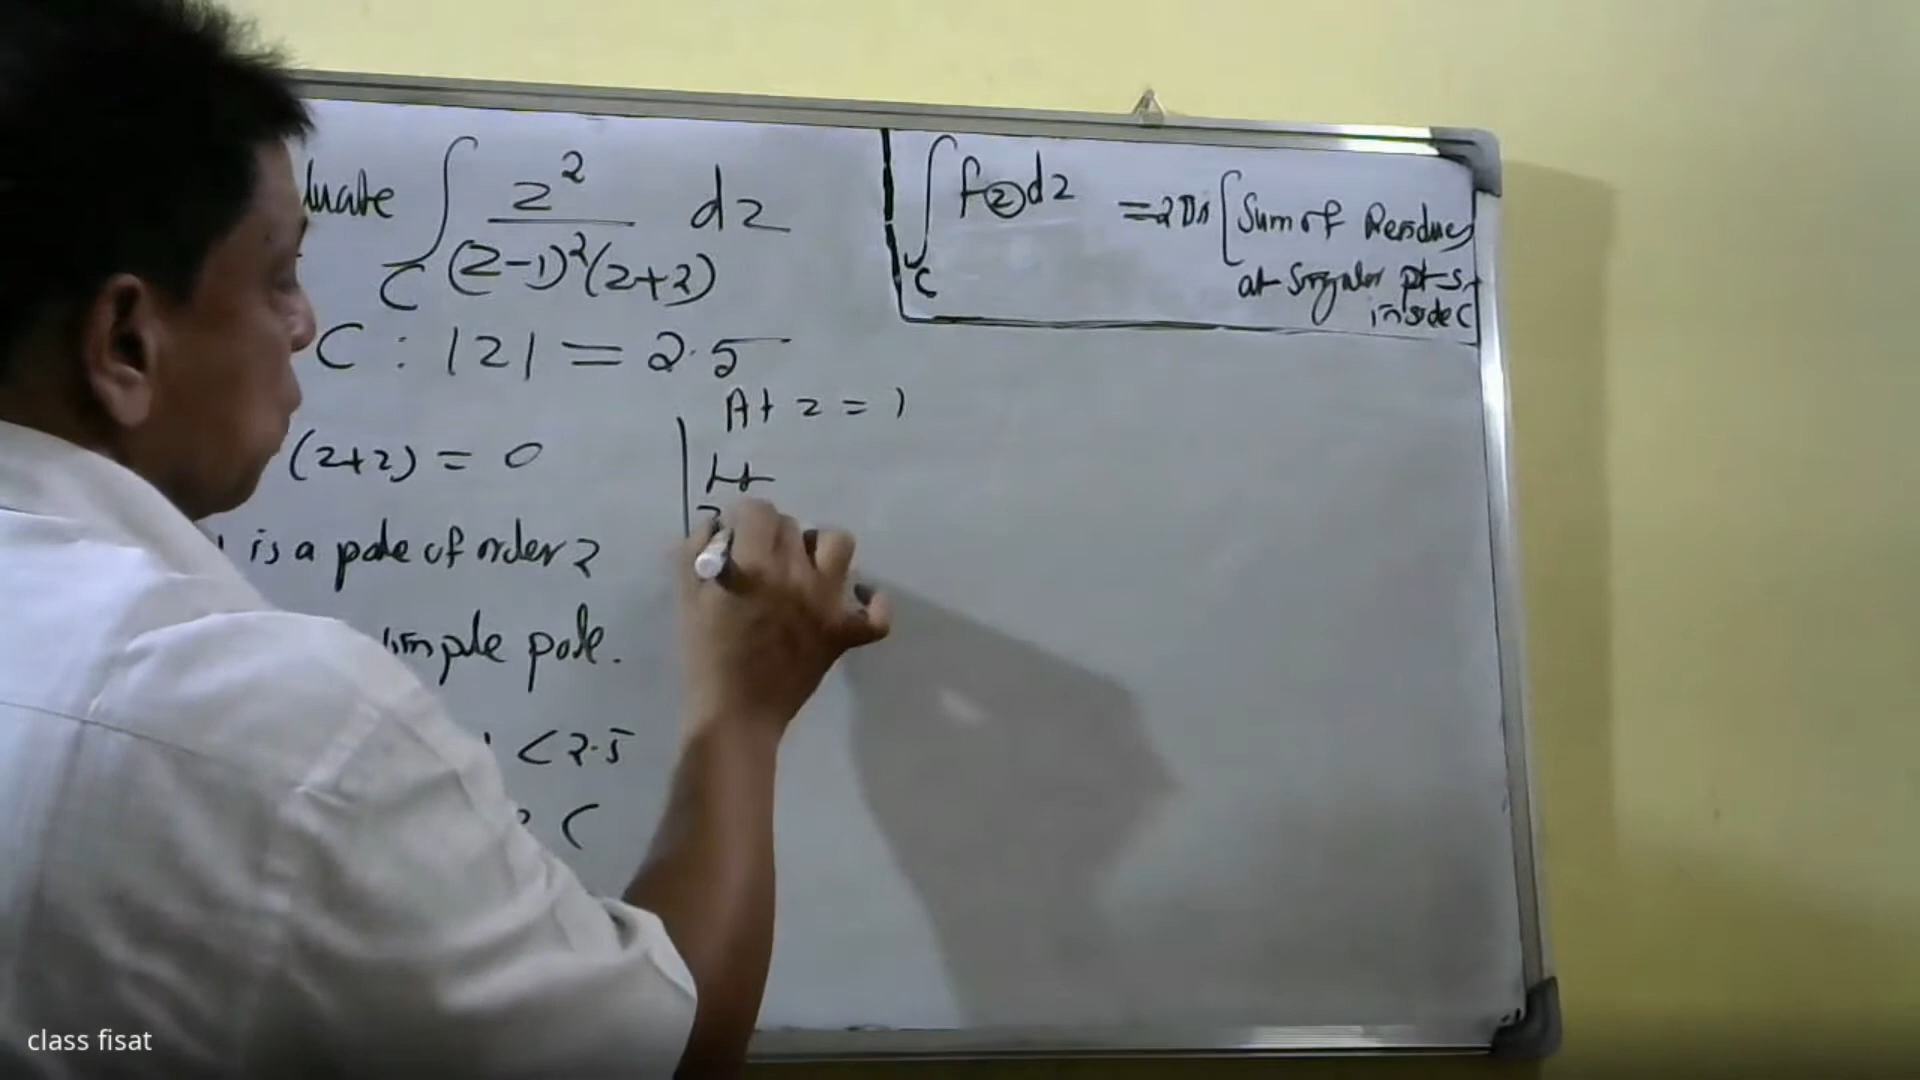 luate ∫ z² dz
C (z-1)²(z+2)
C : |z| = 2.5
(z+2) = 0
is a pole of order 2
simple pole.
< 2.5
C
At z = 1
Lt
z
∫ f(z) dz = 2πi [Sum of Residues
C at Singular pts
inside C
class fisat